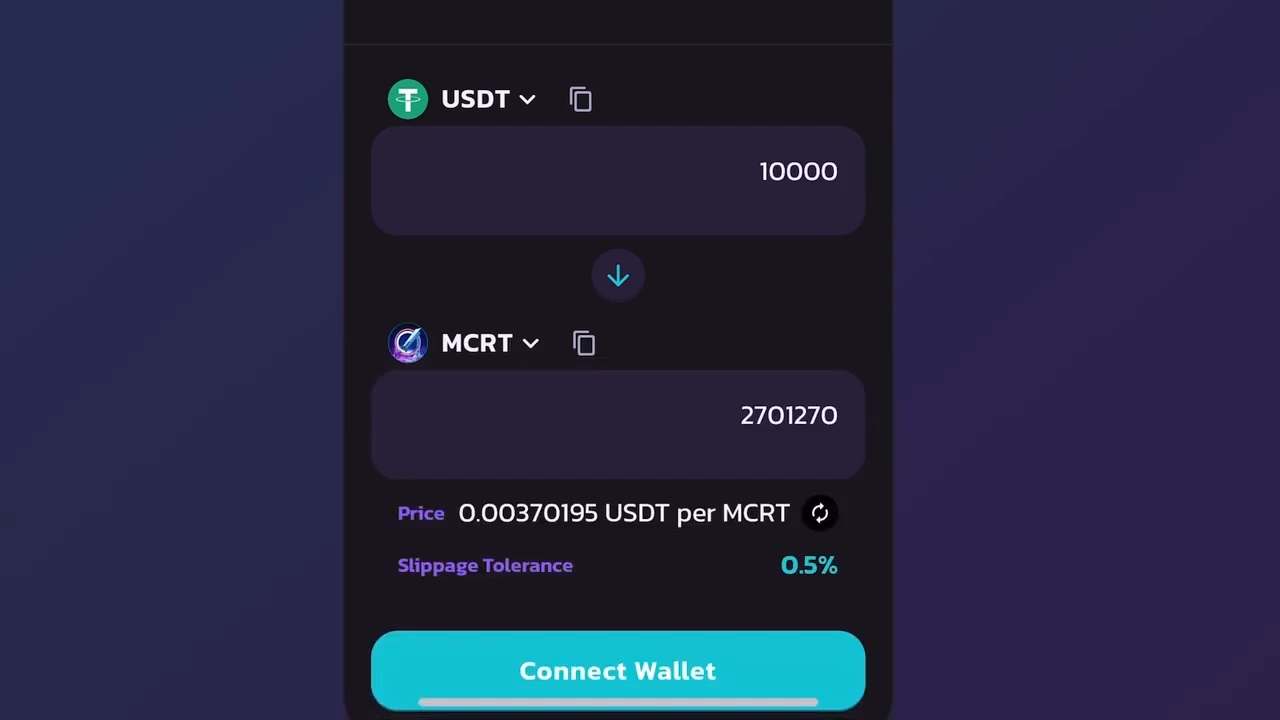 USDT
10000
MCRT
2701270
Price 0.00370195 USDT per MCRT
Slippage Tolerance 0.5%
Connect Wallet